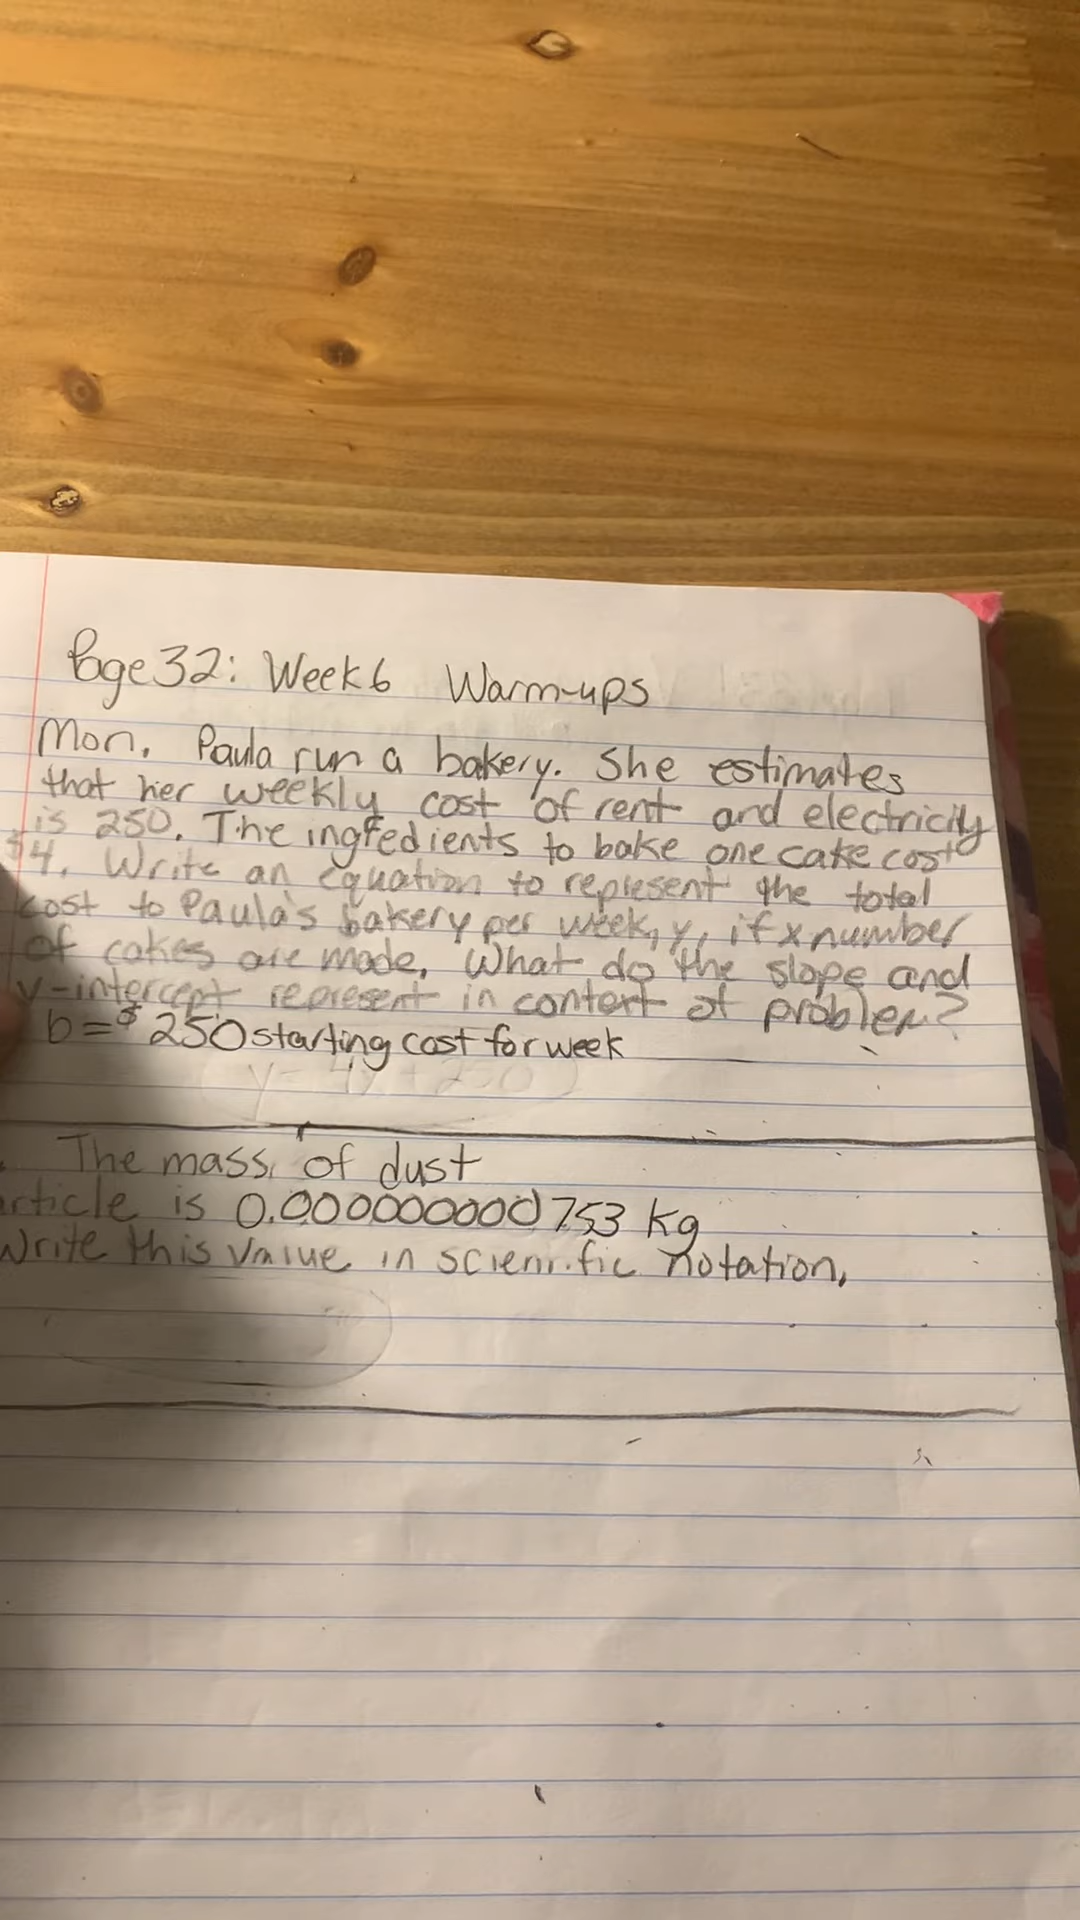 Page 32: Week 6 Warm-ups
Mon. Paula run a bakery. She estimates
that her weekly cost of rent and electricity
is 250. The ingredients to bake one cake cost
$4. Write an equation to represent the total
cost to Paula's bakery per week, y, if x number
of cakes are made. What do the slope and
y-intercept represent in context of problem?
b = $250 starting cost for week
y = 4x + 250
The mass of dust
article is 0.000000000753 kg
Write this value in scienrific notation.